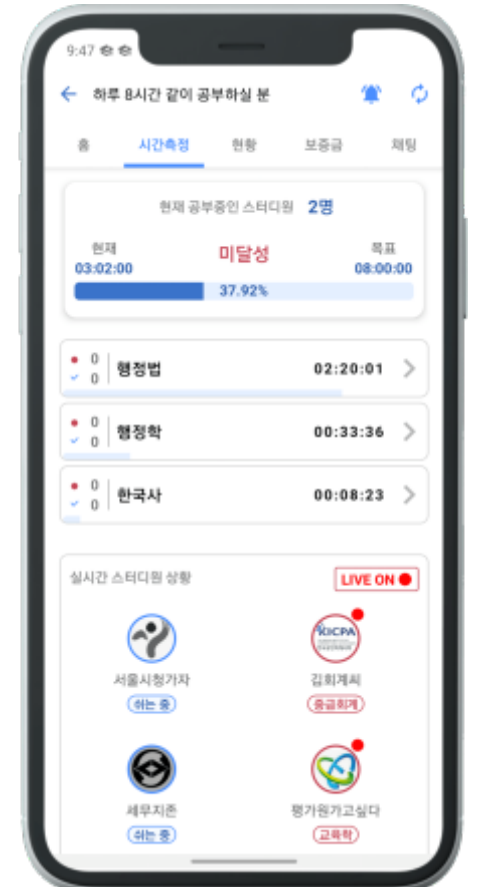 9:47
하루 8시간 같이 공부하실 분
홈 시간측정 현황 보증금 채팅
현재 공부중인 스터디원 2명
현재 미달성 목표
03:02:00 08:00:00
37.92%
0
0
행정법 02:20:01
0
0
행정학 00:33:36
0
0
한국사 00:08:23
실시간 스터디원 상황 LIVE ON
KICPA
서울시청가자 김회계씨
쉬는 중 중급회계
세무지존 평가원가고싶다
쉬는 중 교육학